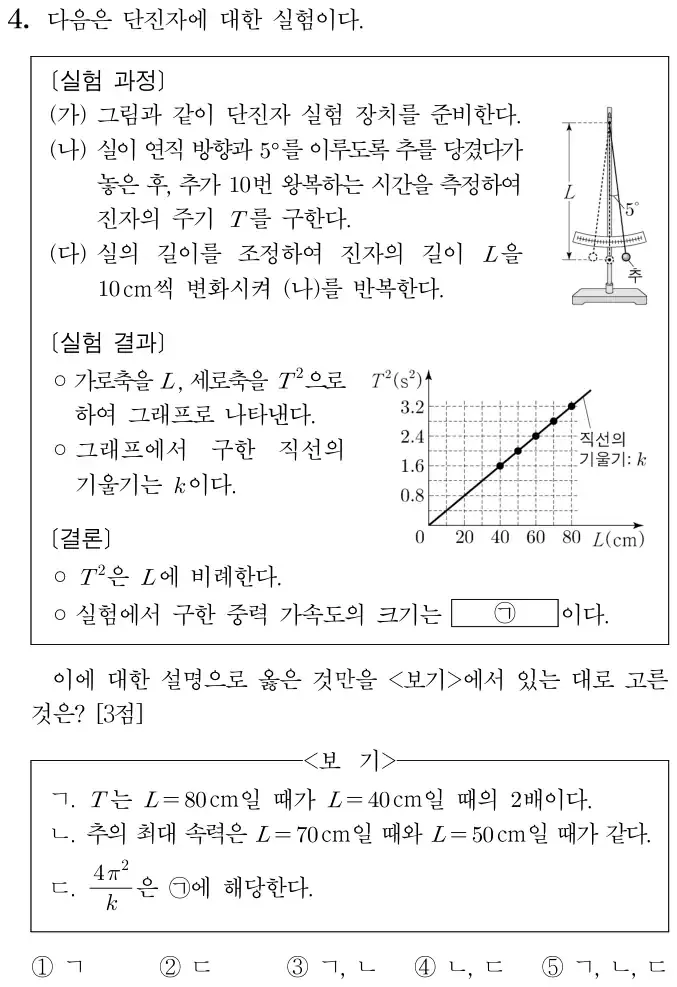 4. 다음은 단진자에 대한 실험이다.
〔실험 과정〕
(가) 그림과 같이 단진자 실험 장치를 준비한다.
(나) 실이 연직 방향과 5°를 이루도록 추를 당겼다가
놓은 후, 추가 10번 왕복하는 시간을 측정하여
진자의 주기 T를 구한다.
(다) 실의 길이를 조정하여 진자의 길이 L을
10cm씩 변화시켜 (나)를 반복한다.
L
5°
추
〔실험 결과〕
○ 가로축을 L, 세로축을 T²으로
하여 그래프로 나타낸다.
○ 그래프에서 구한 직선의
기울기는 k이다.
T²(s²)
3.2
2.4
1.6
0.8
0 20 40 60 80 L(cm)
직선의
기울기: k
〔결론〕
○ T²은 L에 비례한다.
○ 실험에서 구한 중력 가속도의 크기는 ㉠ 이다.
이에 대한 설명으로 옳은 것만을 <보기>에서 있는 대로 고른
것은? [3점]
<보 기>
ㄱ. T는 L=80cm일 때가 L=40cm일 때의 2배이다.
ㄴ. 추의 최대 속력은 L=70cm일 때와 L=50cm일 때가 같다.
ㄷ. 4π²/k 은 ㉠에 해당한다.
① ㄱ ② ㄷ ③ ㄱ, ㄴ ④ ㄴ, ㄷ ⑤ ㄱ, ㄴ, ㄷ